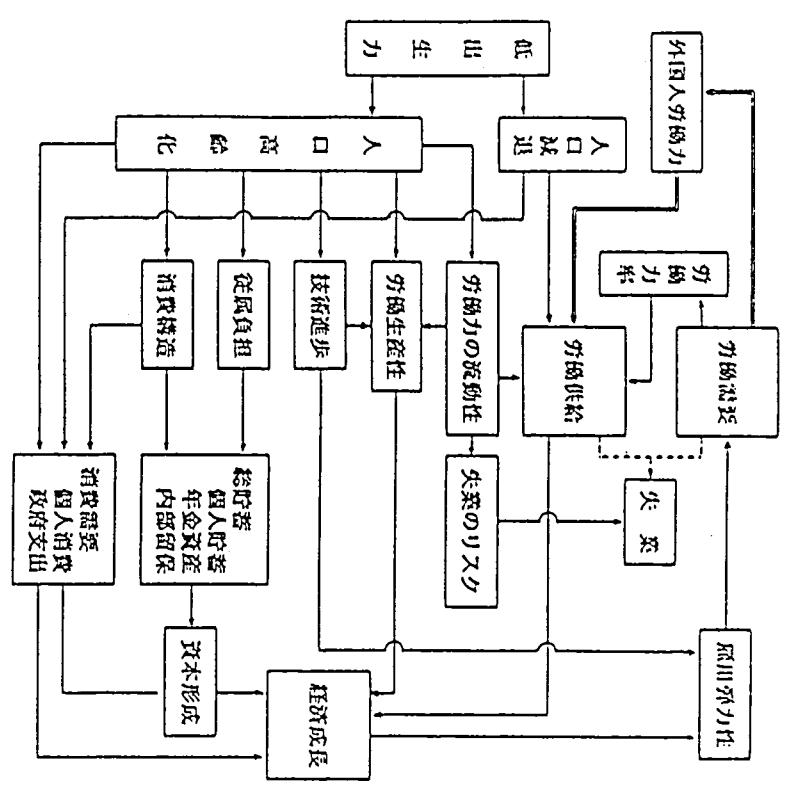 低出生力
外国人労働力
人口減退
人口高齢化
労働力率
労働需要
労働供給
労働力の流動性
労働生産性
技術進歩
従属負担
消費構造
失業
失業のリスク
総貯蓄
個人貯蓄
年金資産
内部留保
消費需要
個人消費
政府支出
雇用弾力性
資本形成
経済成長